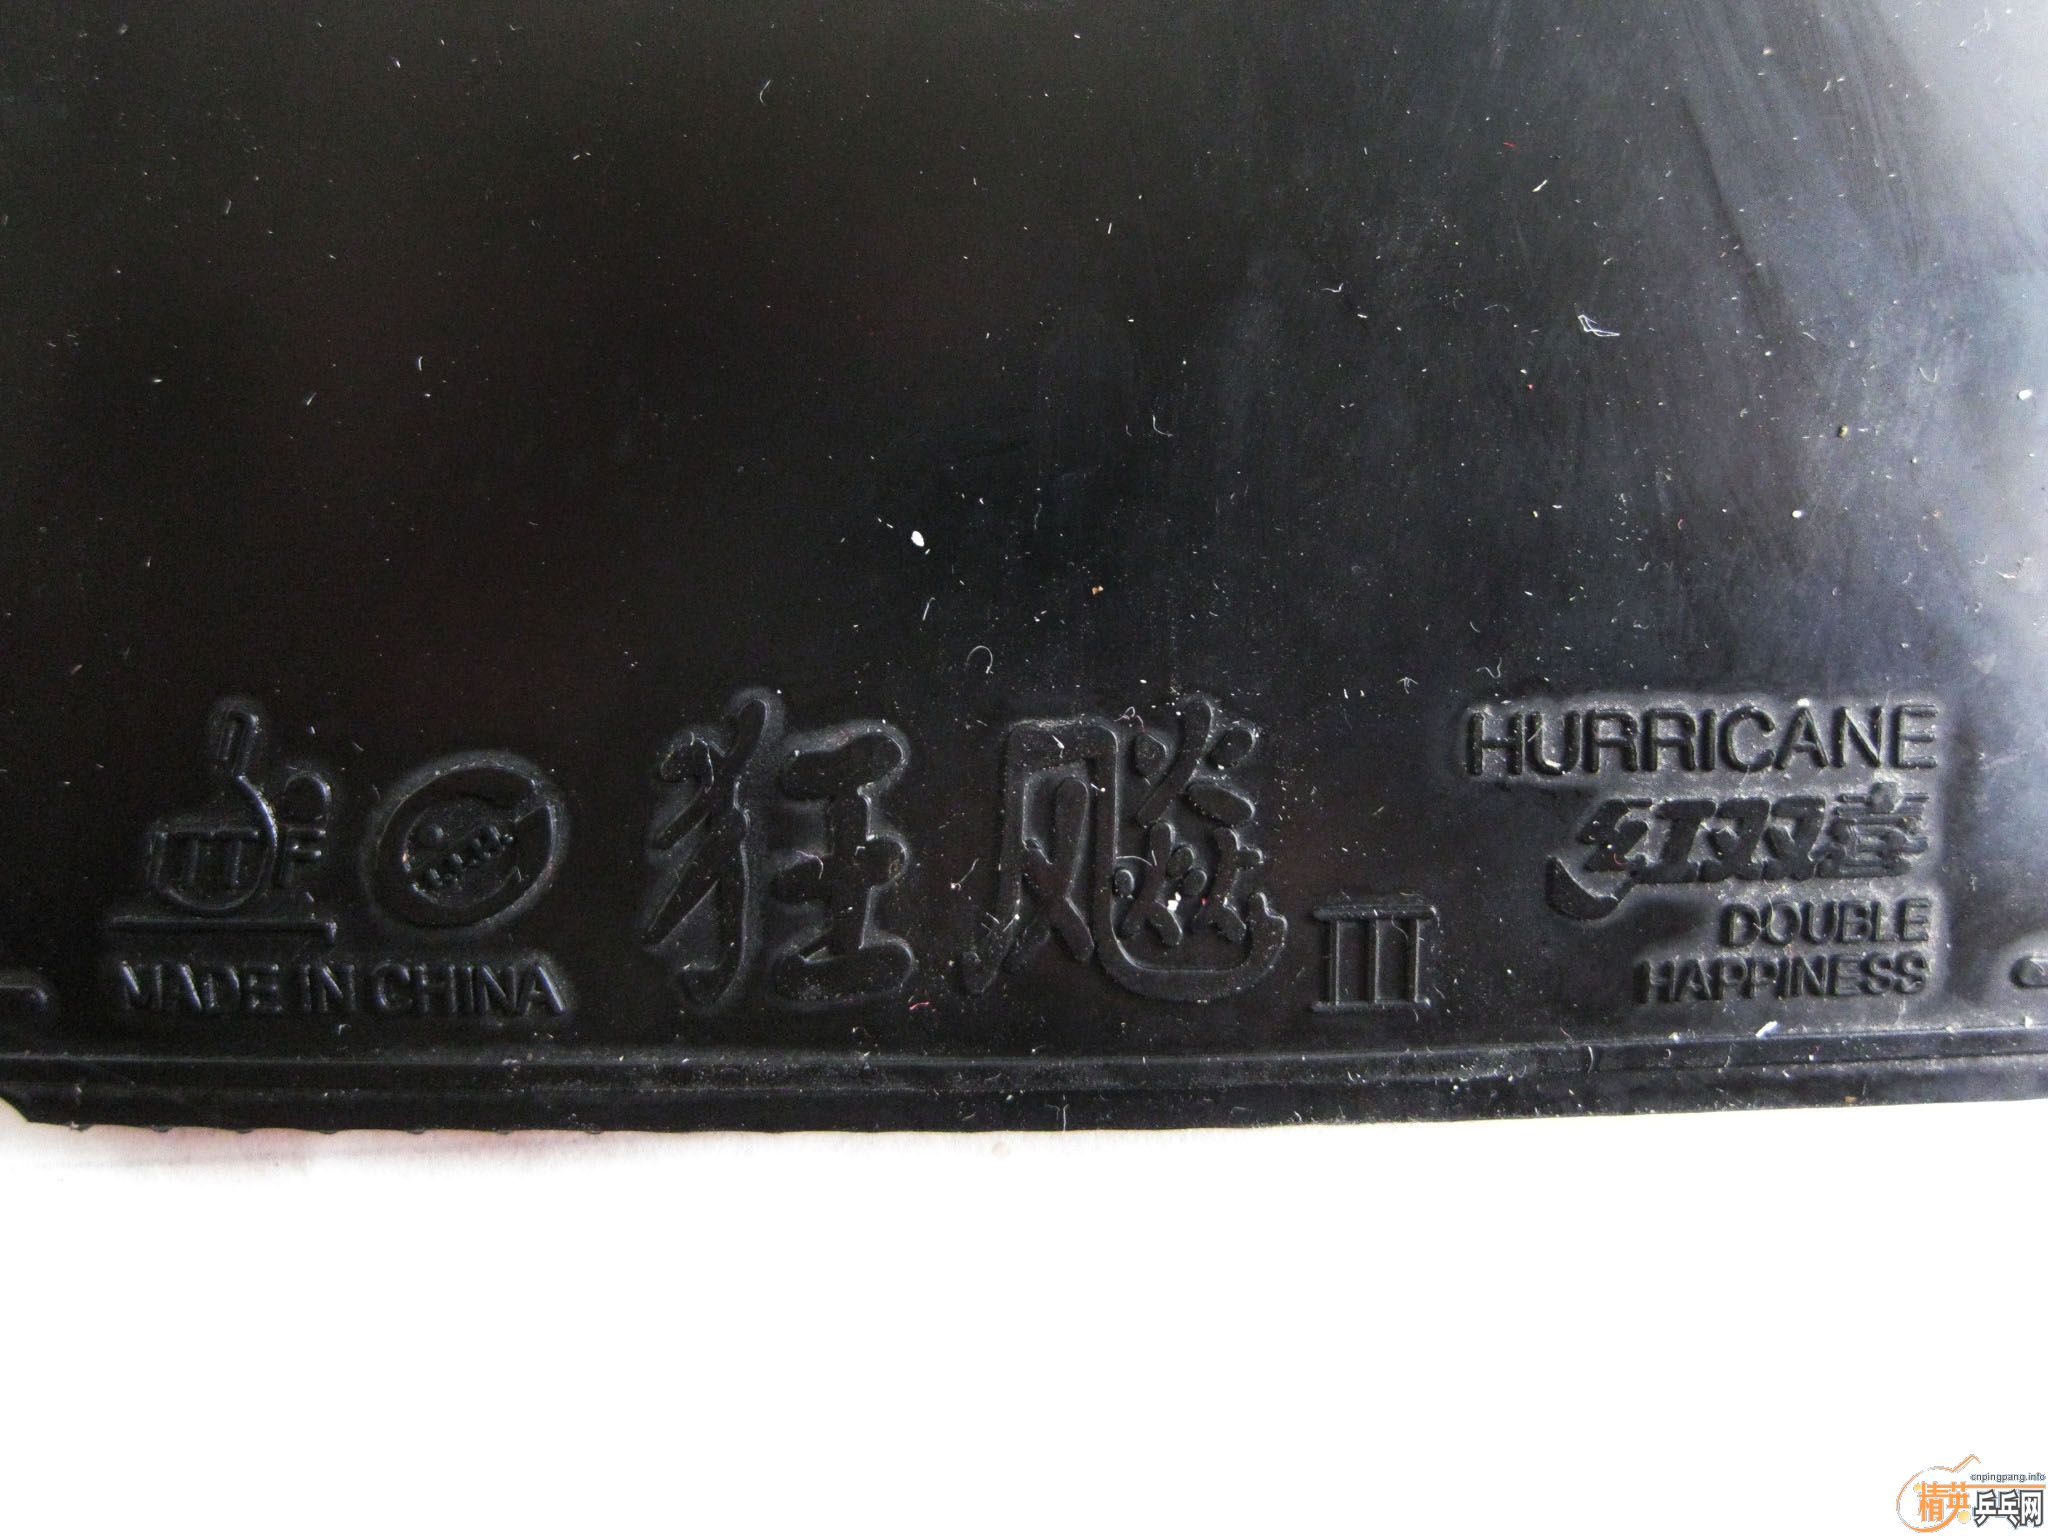 ITTF
MADE IN CHINA
狂飚 III
HURRICANE
红双喜
DOUBLE
HAPPINESS
cnpingpang.info
精英乒乓网